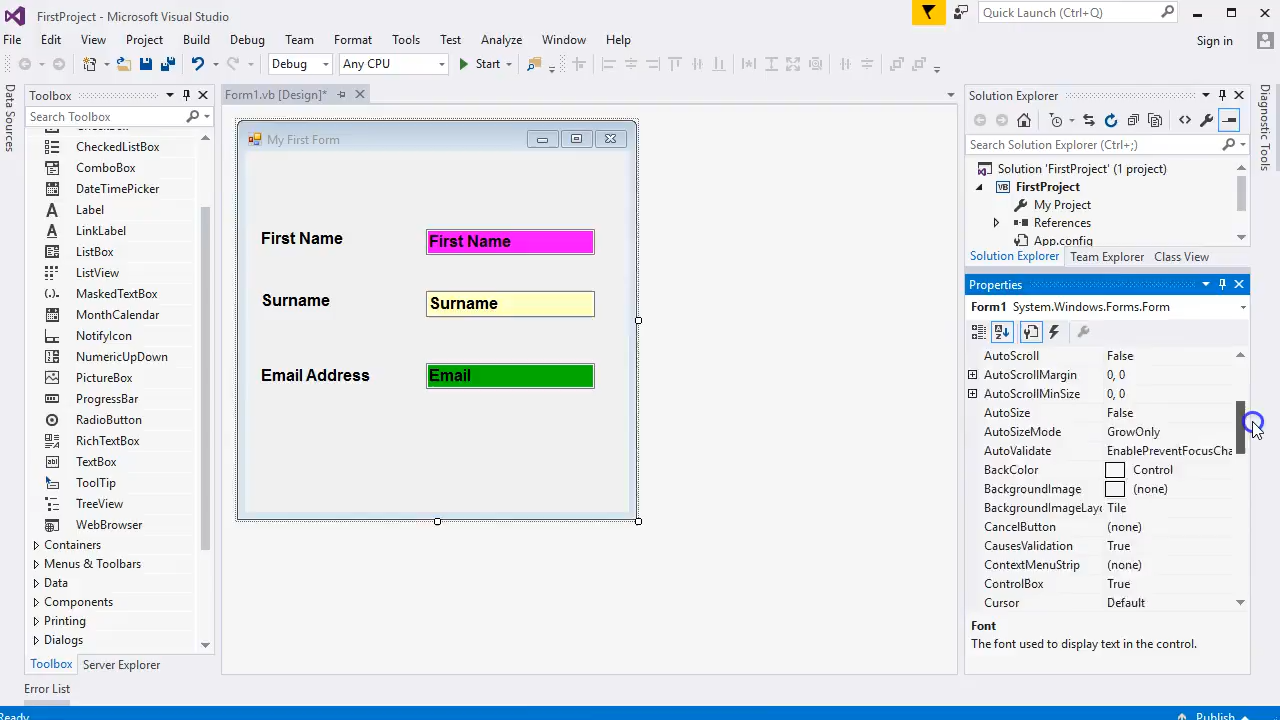 FirstProject - Microsoft Visual Studio
Quick Launch (Ctrl+Q)
File Edit View Project Build Debug Team Format Tools Test Analyze Window Help
Sign in
Debug Any CPU Start
Data Sources
Toolbox
Search Toolbox
CheckBox
CheckedListBox
ComboBox
DateTimePicker
Label
LinkLabel
ListBox
ListView
MaskedTextBox
MonthCalendar
NotifyIcon
NumericUpDown
PictureBox
ProgressBar
RadioButton
RichTextBox
TextBox
ToolTip
TreeView
WebBrowser
Containers
Menus & Toolbars
Data
Components
Printing
Dialogs
Toolbox Server Explorer
Error List
Ready
Form1.vb [Design]*
My First Form
First Name First Name
Surname Surname
Email Address Email
Solution Explorer
Search Solution Explorer (Ctrl+;)
Solution 'FirstProject' (1 project)
VB FirstProject
My Project
References
App.config
Solution Explorer Team Explorer Class View
Properties
Form1 System.Windows.Forms.Form
AutoScroll False
AutoScrollMargin 0, 0
AutoScrollMinSize 0, 0
AutoSize False
AutoSizeMode GrowOnly
AutoValidate EnablePreventFocusCha
BackColor Control
BackgroundImage (none)
BackgroundImageLayo Tile
CancelButton (none)
CausesValidation True
ContextMenuStrip (none)
ControlBox True
Cursor Default
Font
The font used to display text in the control.
Diagnostic Tools
Publish